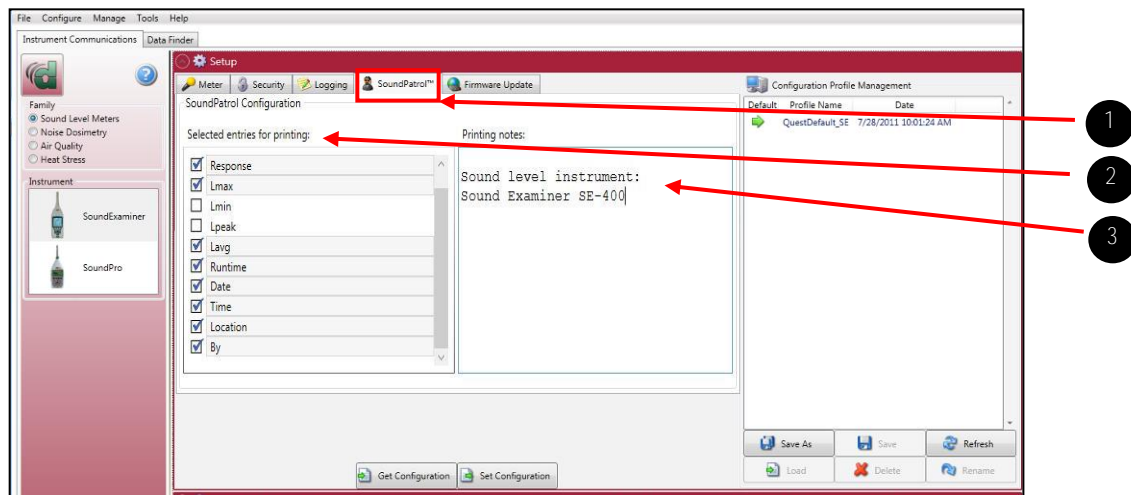 File Configure Manage Tools Help
Instrument Communications Data Finder
Setup
Meter Security Logging SoundPatrol™ Firmware Update
Family
Sound Level Meters
Noise Dosimetry
Air Quality
Heat Stress
Instrument
SoundExaminer
SoundPro
SoundPatrol Configuration
Selected entries for printing:
Response
Lmax
Lmin
Lpeak
Lavg
Runtime
Date
Time
Location
By
Printing notes:
Sound level instrument:
Sound Examiner SE-400
Get Configuration Set Configuration
Configuration Profile Management
Default Profile Name Date
QuestDefault_SE 7/28/2011 10:01:24 AM
Save As Save Refresh
Load Delete Rename
1
2
3